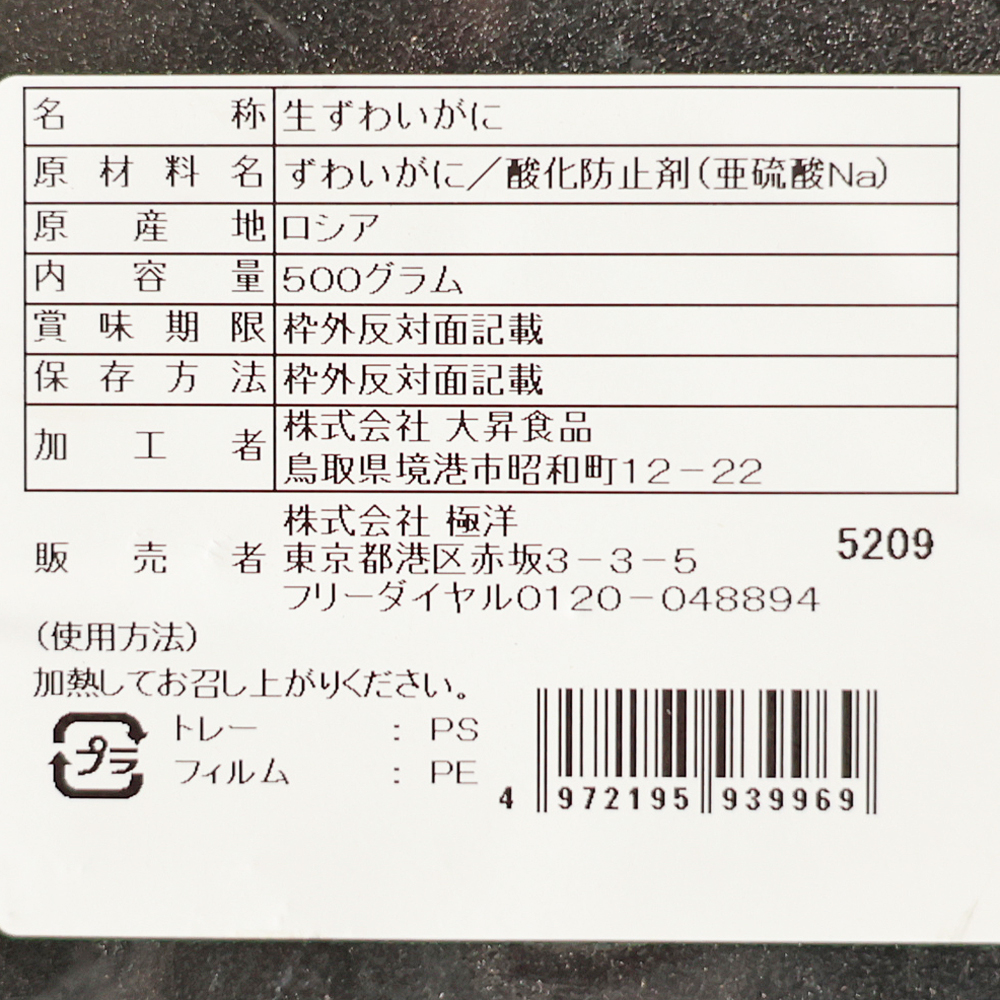 名称 生ずわいがに
原材料名 ずわいがに／酸化防止剤（亜硫酸Na）
原産地 ロシア
内容量 500グラム
賞味期限 枠外反対面記載
保存方法 枠外反対面記載
加工者 株式会社 大昇食品
鳥取県境港市昭和町12－22
株式会社 極洋
販売者 東京都港区赤坂3－3－5
フリーダイヤル0120－048894
5209
（使用方法）
加熱してお召し上がりください。
プラ
トレー : PS
フィルム : PE
4 972195 939969